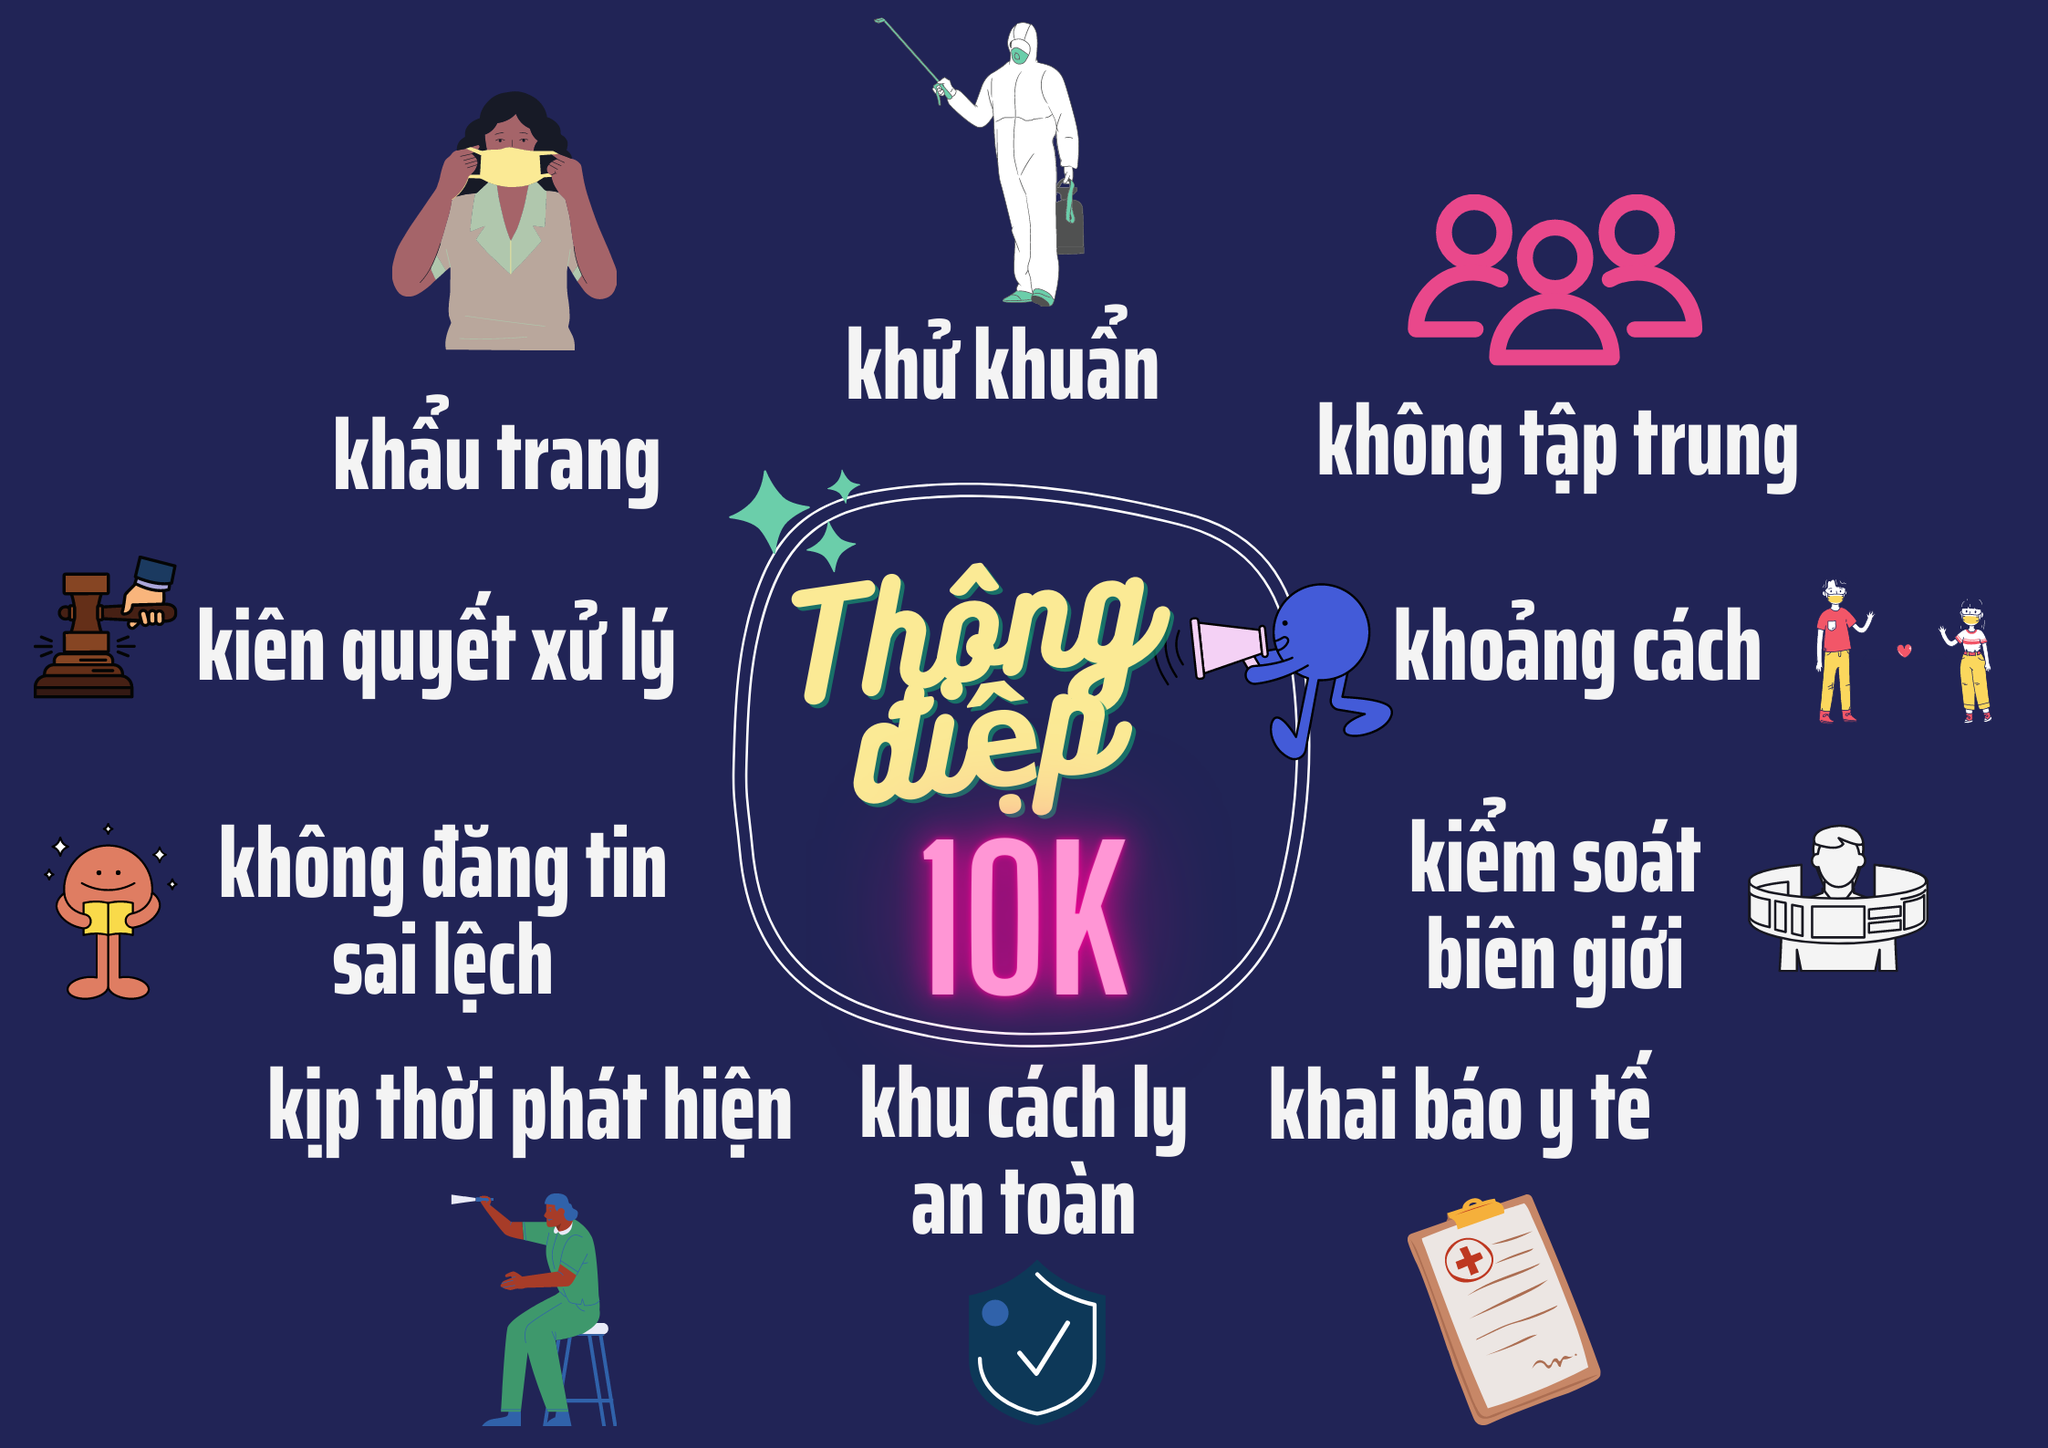 khử khuẩn
khẩu trang
không tập trung
Thông
điệp
10K
kiên quyết xử lý
khoảng cách
không đăng tin
sai lệch
kiểm soát
biên giới
kịp thời phát hiện
khu cách ly
an toàn
khai báo y tế